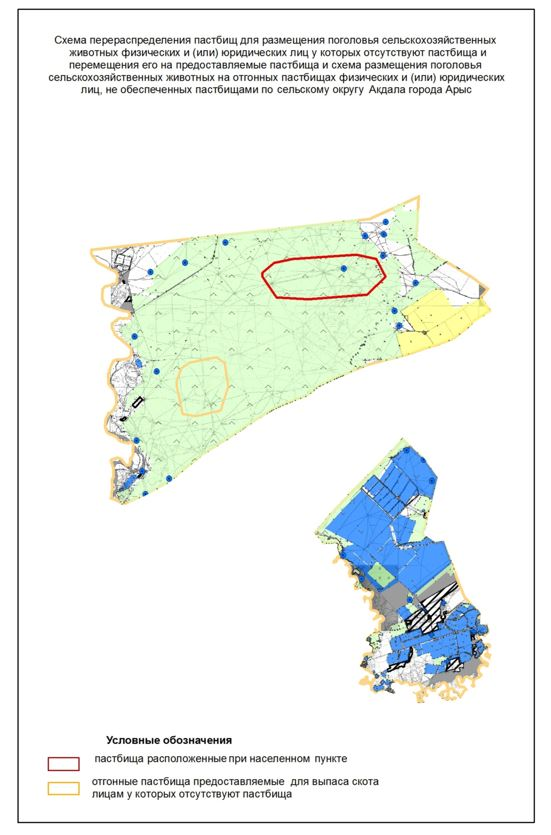 Схема перераспределения пастбищ для размещения поголовья сельскохозяйственных
животных физических и (или) юридических лиц у которых отсутствуют пастбища и
перемещения его на предоставляемые пастбища и схема размещения поголовья
сельскохозяйственных животных на отгонных пастбищах физических и (или) юридических
лиц, не обеспеченных пастбищами по сельскому округу Акдала города Арыс
Условные обозначения
пастбища расположенные при населенном пункте
отгонные пастбища предоставляемые для выпаса скота
лицам у которых отсутствуют пастбища